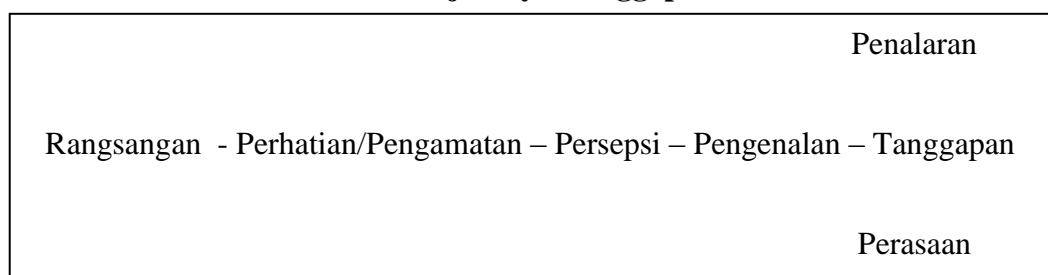 Penalaran
Rangsangan - Perhatian/Pengamatan – Persepsi – Pengenalan – Tanggapan
Perasaan